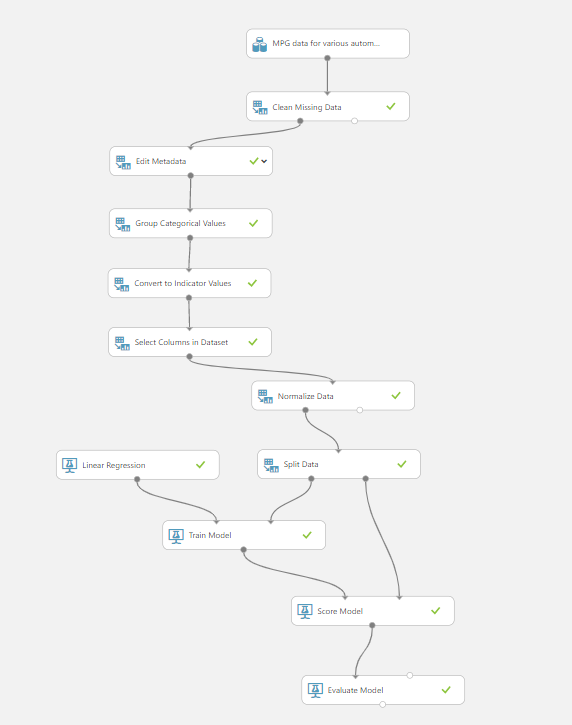 MPG data for various autom...
Clean Missing Data
Edit Metadata
Group Categorical Values
Convert to Indicator Values
Select Columns in Dataset
Normalize Data
Linear Regression
Split Data
Train Model
Score Model
Evaluate Model